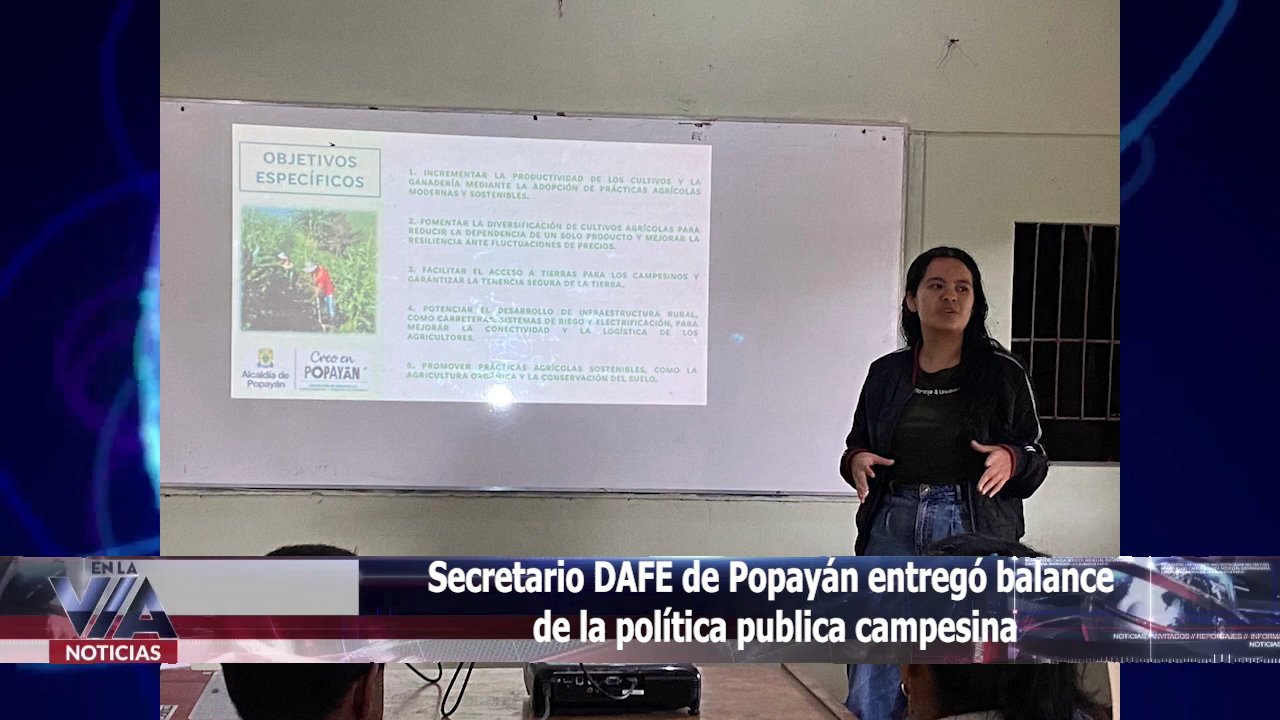 OBJETIVOS
ESPECÍFICOS
1. INCREMENTAR LA PRODUCTIVIDAD DE LOS CULTIVOS Y LA
GANADERÍA MEDIANTE LA ADOPCIÓN DE PRÁCTICAS AGRÍCOLAS
MODERNAS Y SOSTENIBLES.
2. FOMENTAR LA DIVERSIFICACIÓN DE CULTIVOS AGRÍCOLAS PARA
REDUCIR LA DEPENDENCIA DE UN SOLO PRODUCTO Y MEJORAR LA
RESILIENCIA ANTE FLUCTUACIONES DE PRECIOS.
3. FACILITAR EL ACCESO A TIERRAS PARA LOS CAMPESINOS Y
GARANTIZAR LA TENENCIA SEGURA DE LA TIERRA.
4. POTENCIAR EL DESARROLLO DE INFRAESTRUCTURA RURAL,
COMO CARRETERAS, SISTEMAS DE RIEGO Y ELECTRIFICACIÓN, PARA
MEJORAR LA CONECTIVIDAD Y LA LOGÍSTICA DE LOS
AGRICULTORES.
5. PROMOVER PRÁCTICAS AGRÍCOLAS SOSTENIBLES, COMO LA
AGRICULTURA ORGÁNICA Y LA CONSERVACIÓN DEL SUELO.
Alcaldía de
Popayán
Creo en
POPAYÁN
EN LA
VÍA
NOTICIAS
Secretario DAFE de Popayán entregó balance
de la política publica campesina
NOTICIAS INVITADOS // REPORTAJES // INFORMA
NOTICIAS